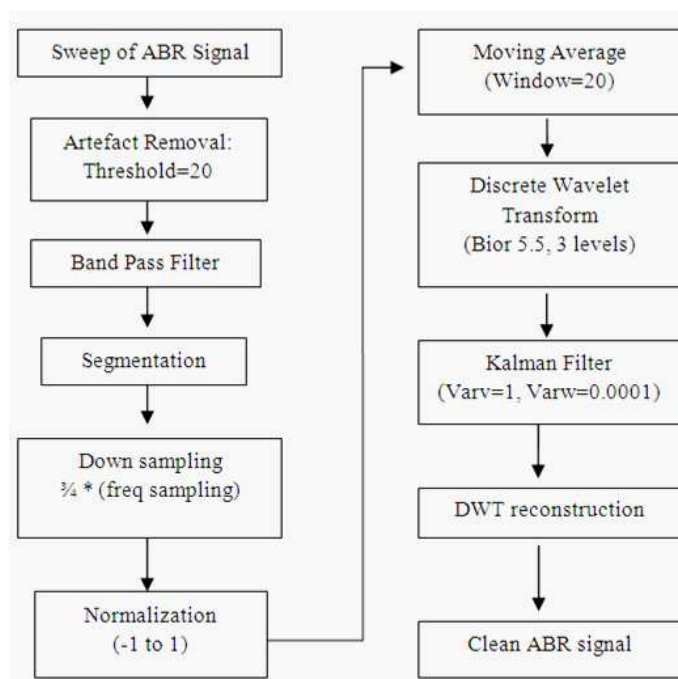 Sweep of ABR Signal
Artefact Removal:
Threshold=20
Band Pass Filter
Segmentation
Down sampling
¾ * (freq sampling)
Normalization
(-1 to 1)
Moving Average
(Window=20)
Discrete Wavelet
Transform
(Bior 5.5, 3 levels)
Kalman Filter
(Varv=1, Varw=0.0001)
DWT reconstruction
Clean ABR signal